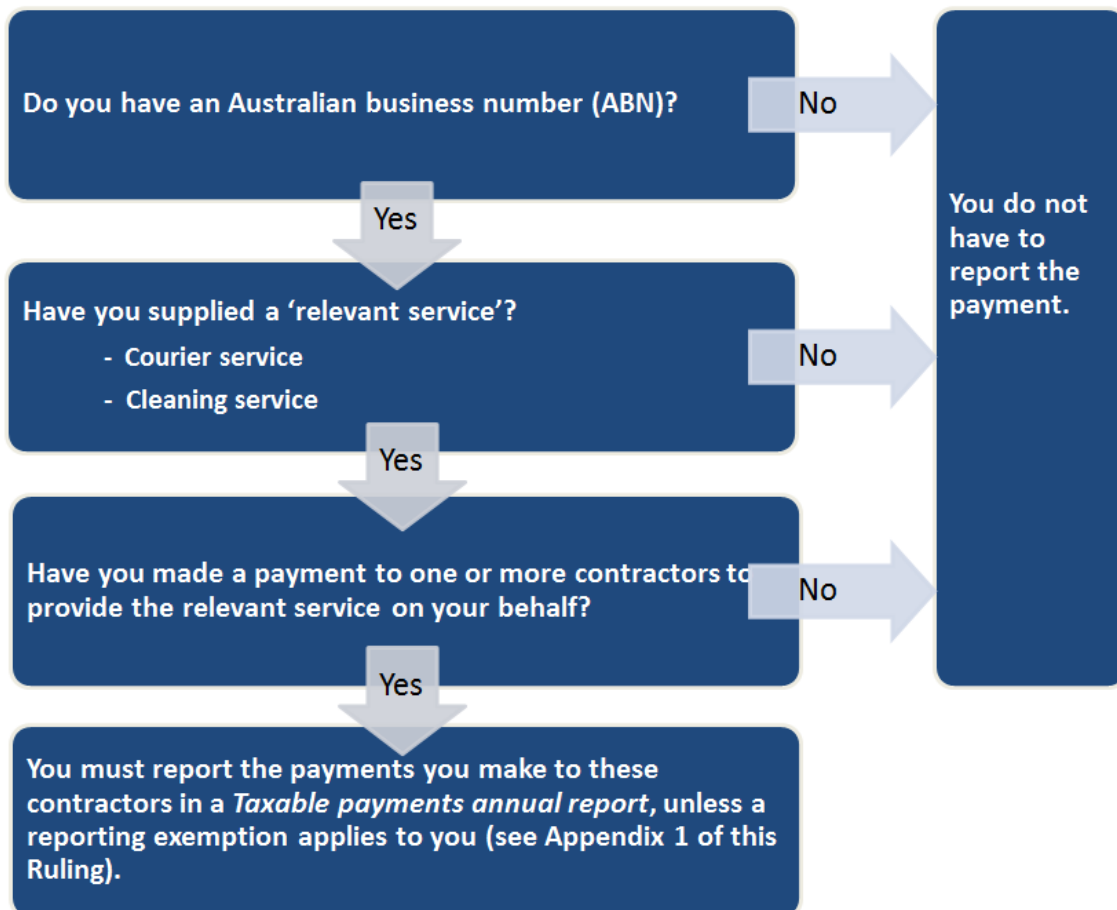 Do you have an Australian business number (ABN)?
No
Yes
You do not
have to
report the
payment.
Have you supplied a ‘relevant service’?
- Courier service
- Cleaning service
No
Yes
Have you made a payment to one or more contractors to
provide the relevant service on your behalf?
No
Yes
You must report the payments you make to these
contractors in a Taxable payments annual report, unless a
reporting exemption applies to you (see Appendix 1 of this
Ruling).